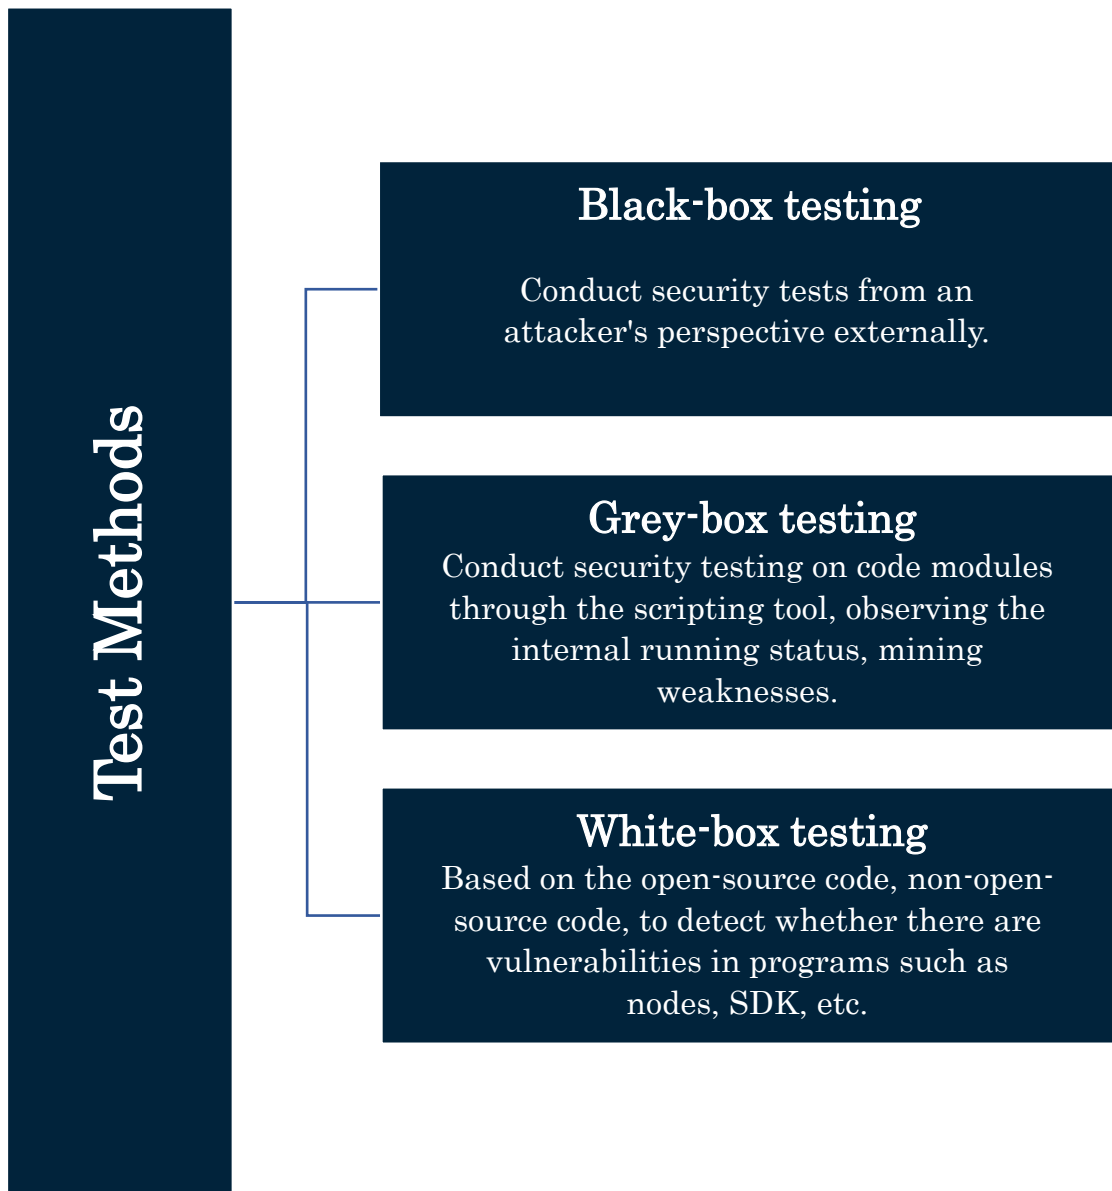 Test Methods
Black-box testing
Conduct security tests from an
attacker's perspective externally.
Grey-box testing
Conduct security testing on code modules
through the scripting tool, observing the
internal running status, mining
weaknesses.
White-box testing
Based on the open-source code, non-open-
source code, to detect whether there are
vulnerabilities in programs such as
nodes, SDK, etc.